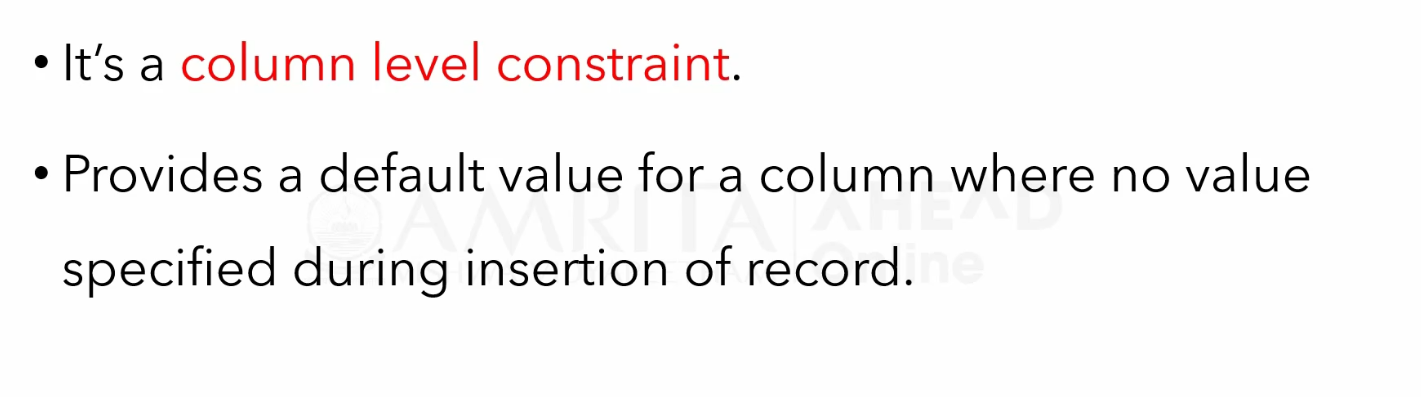 • It’s a column level constraint.
• Provides a default value for a column where no value
specified during insertion of record.
AMRITA AHEAD
Online